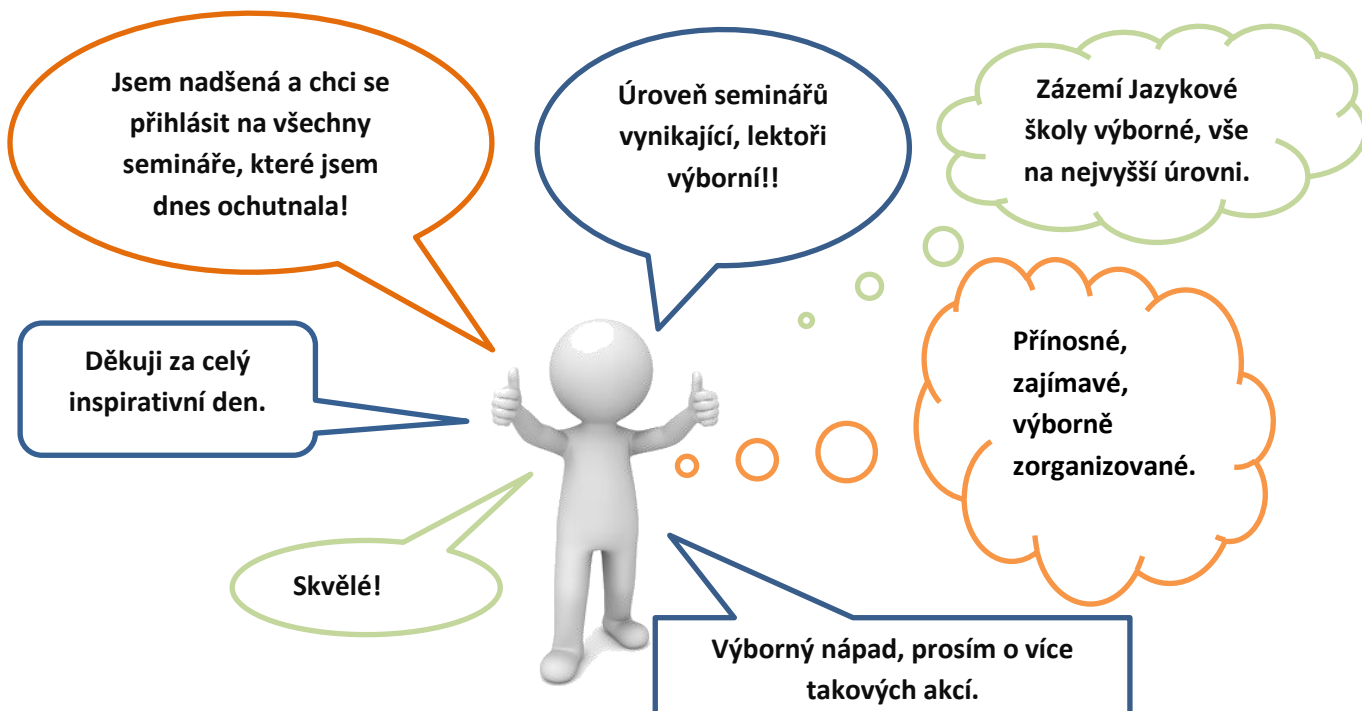 Jsem nadšená a chci se
přihlásit na všechny
semináře, které jsem
dnes ochutnala!
Úroveň seminářů
vynikající, lektoři
výborní!!
Zázemí Jazykové
školy výborné, vše
na nejvyšší úrovni.
Děkuji za celý
inspirativní den.
Přínosné,
zajímavé,
výborně
zorganizované.
Skvělé!
Výborný nápad, prosím o více
takových akcí.